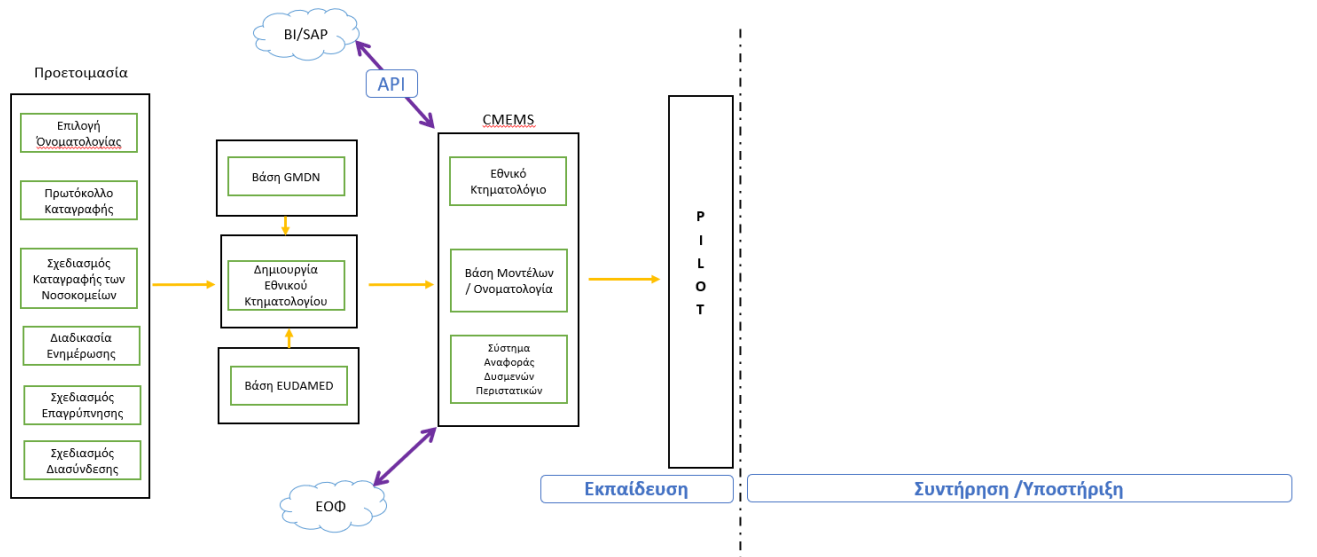 BI/SAP
API
Προετοιμασία
Επιλογή
Όνοματολογίας
Πρωτόκολλο
Καταγραφής
Σχεδιασμός
Καταγραφής των
Νοσοκομείων
Διαδικασία
Ενημέρωσης
Σχεδιασμός
Επαγρύπνησης
Σχεδιασμός
Διασύνδεσης
Βάση GMDN
Δημιουργία
Εθνικού
Κτηματολογίου
Βάση EUDAMED
CMEMS
Εθνικό
Κτηματολόγιο
Βάση Μοντέλων
/ Ονοματολογία
Σύστημα
Αναφοράς
Δυσμενών
Περιστατικών
ΕΟΦ
P
I
L
O
T
Εκπαίδευση
Συντήρηση /Υποστήριξη